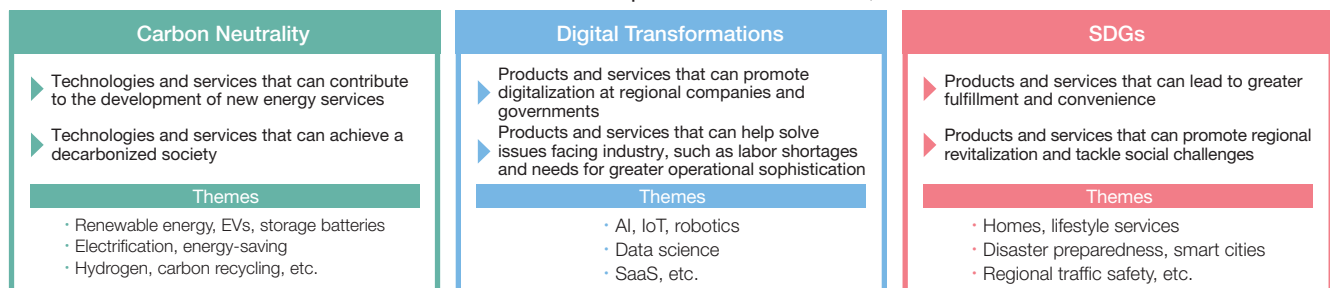 Carbon Neutrality
Technologies and services that can contribute
to the development of new energy services
Technologies and services that can achieve a
decarbonized society
Themes
・Renewable energy, EVs, storage batteries
・Electrification, energy-saving
・Hydrogen, carbon recycling, etc.
Digital Transformations
Products and services that can promote
digitalization at regional companies and
governments
Products and services that can help solve
issues facing industry, such as labor shortages
and needs for greater operational sophistication
Themes
・AI, IoT, robotics
・Data science
・SaaS, etc.
SDGs
Products and services that can lead to greater
fulfillment and convenience
Products and services that can promote regional
revitalization and tackle social challenges
Themes
・Homes, lifestyle services
・Disaster preparedness, smart cities
・Regional traffic safety, etc.